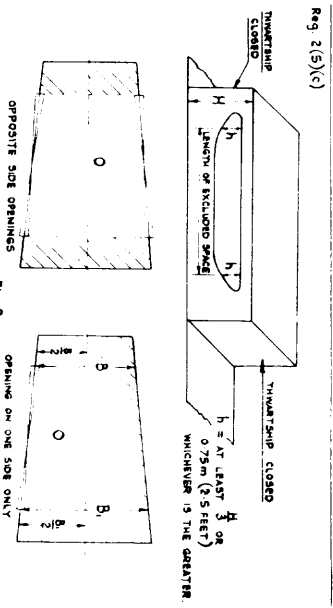 Reg. 2(5)(c)
THWARTSHIP
CLOSED
THWARTSHIP CLOSED
H
h
h
LENGTH OF EXCLUDED SPACE
h = AT LEAST H/3 OR
0.75m (2.5 FEET)
WHICHEVER IS THE GREATER.
O
OPPOSITE SIDE OPENINGS
B
B/2
O
B₁
B₁/2
OPENING ON ONE SIDE ONLY